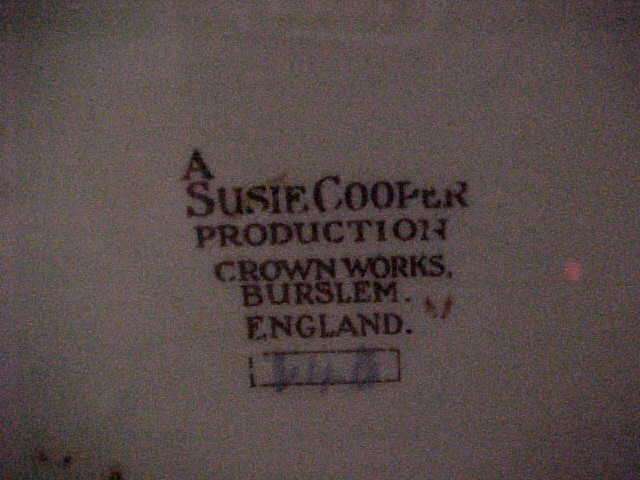 A
SUSIE COOPER
PRODUCTION
CROWN WORKS,
BURSLEM.
ENGLAND.